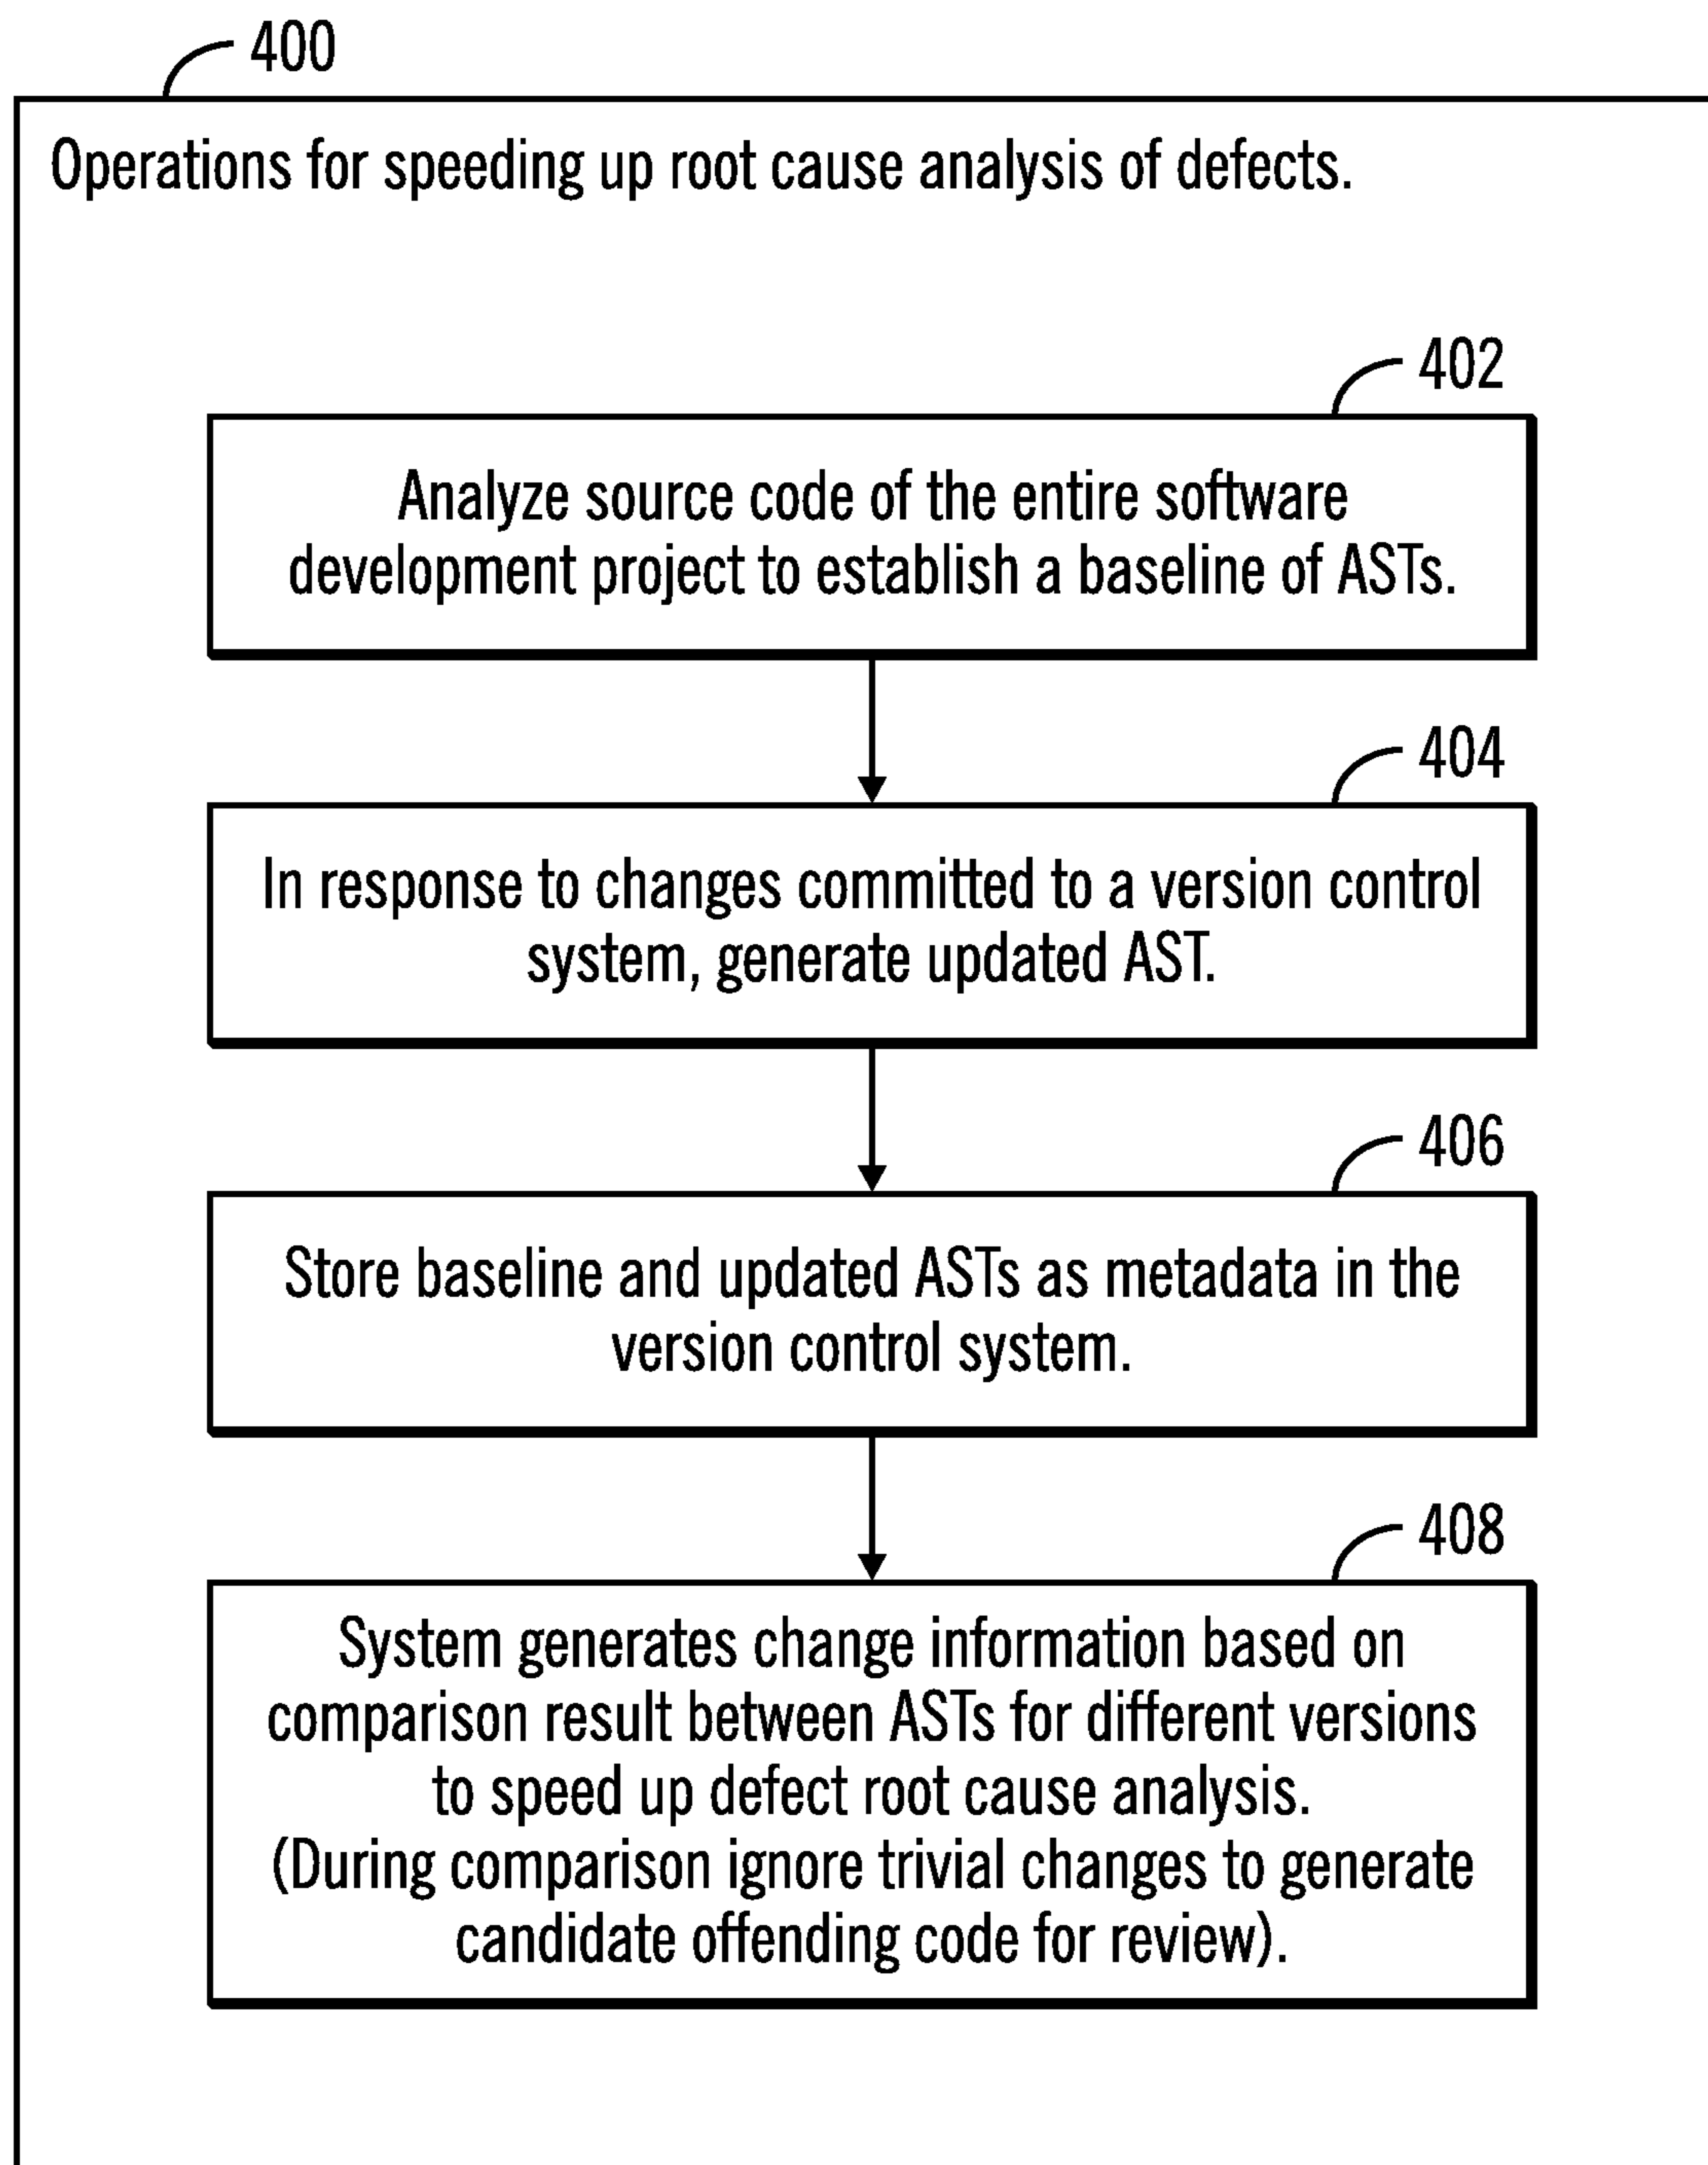 400
Operations for speeding up root cause analysis of defects.
402
Analyze source code of the entire software
development project to establish a baseline of ASTs.
404
In response to changes committed to a version control
system, generate updated AST.
406
Store baseline and updated ASTs as metadata in the
version control system.
408
System generates change information based on
comparison result between ASTs for different versions
to speed up defect root cause analysis.
(During comparison ignore trivial changes to generate
candidate offending code for review).